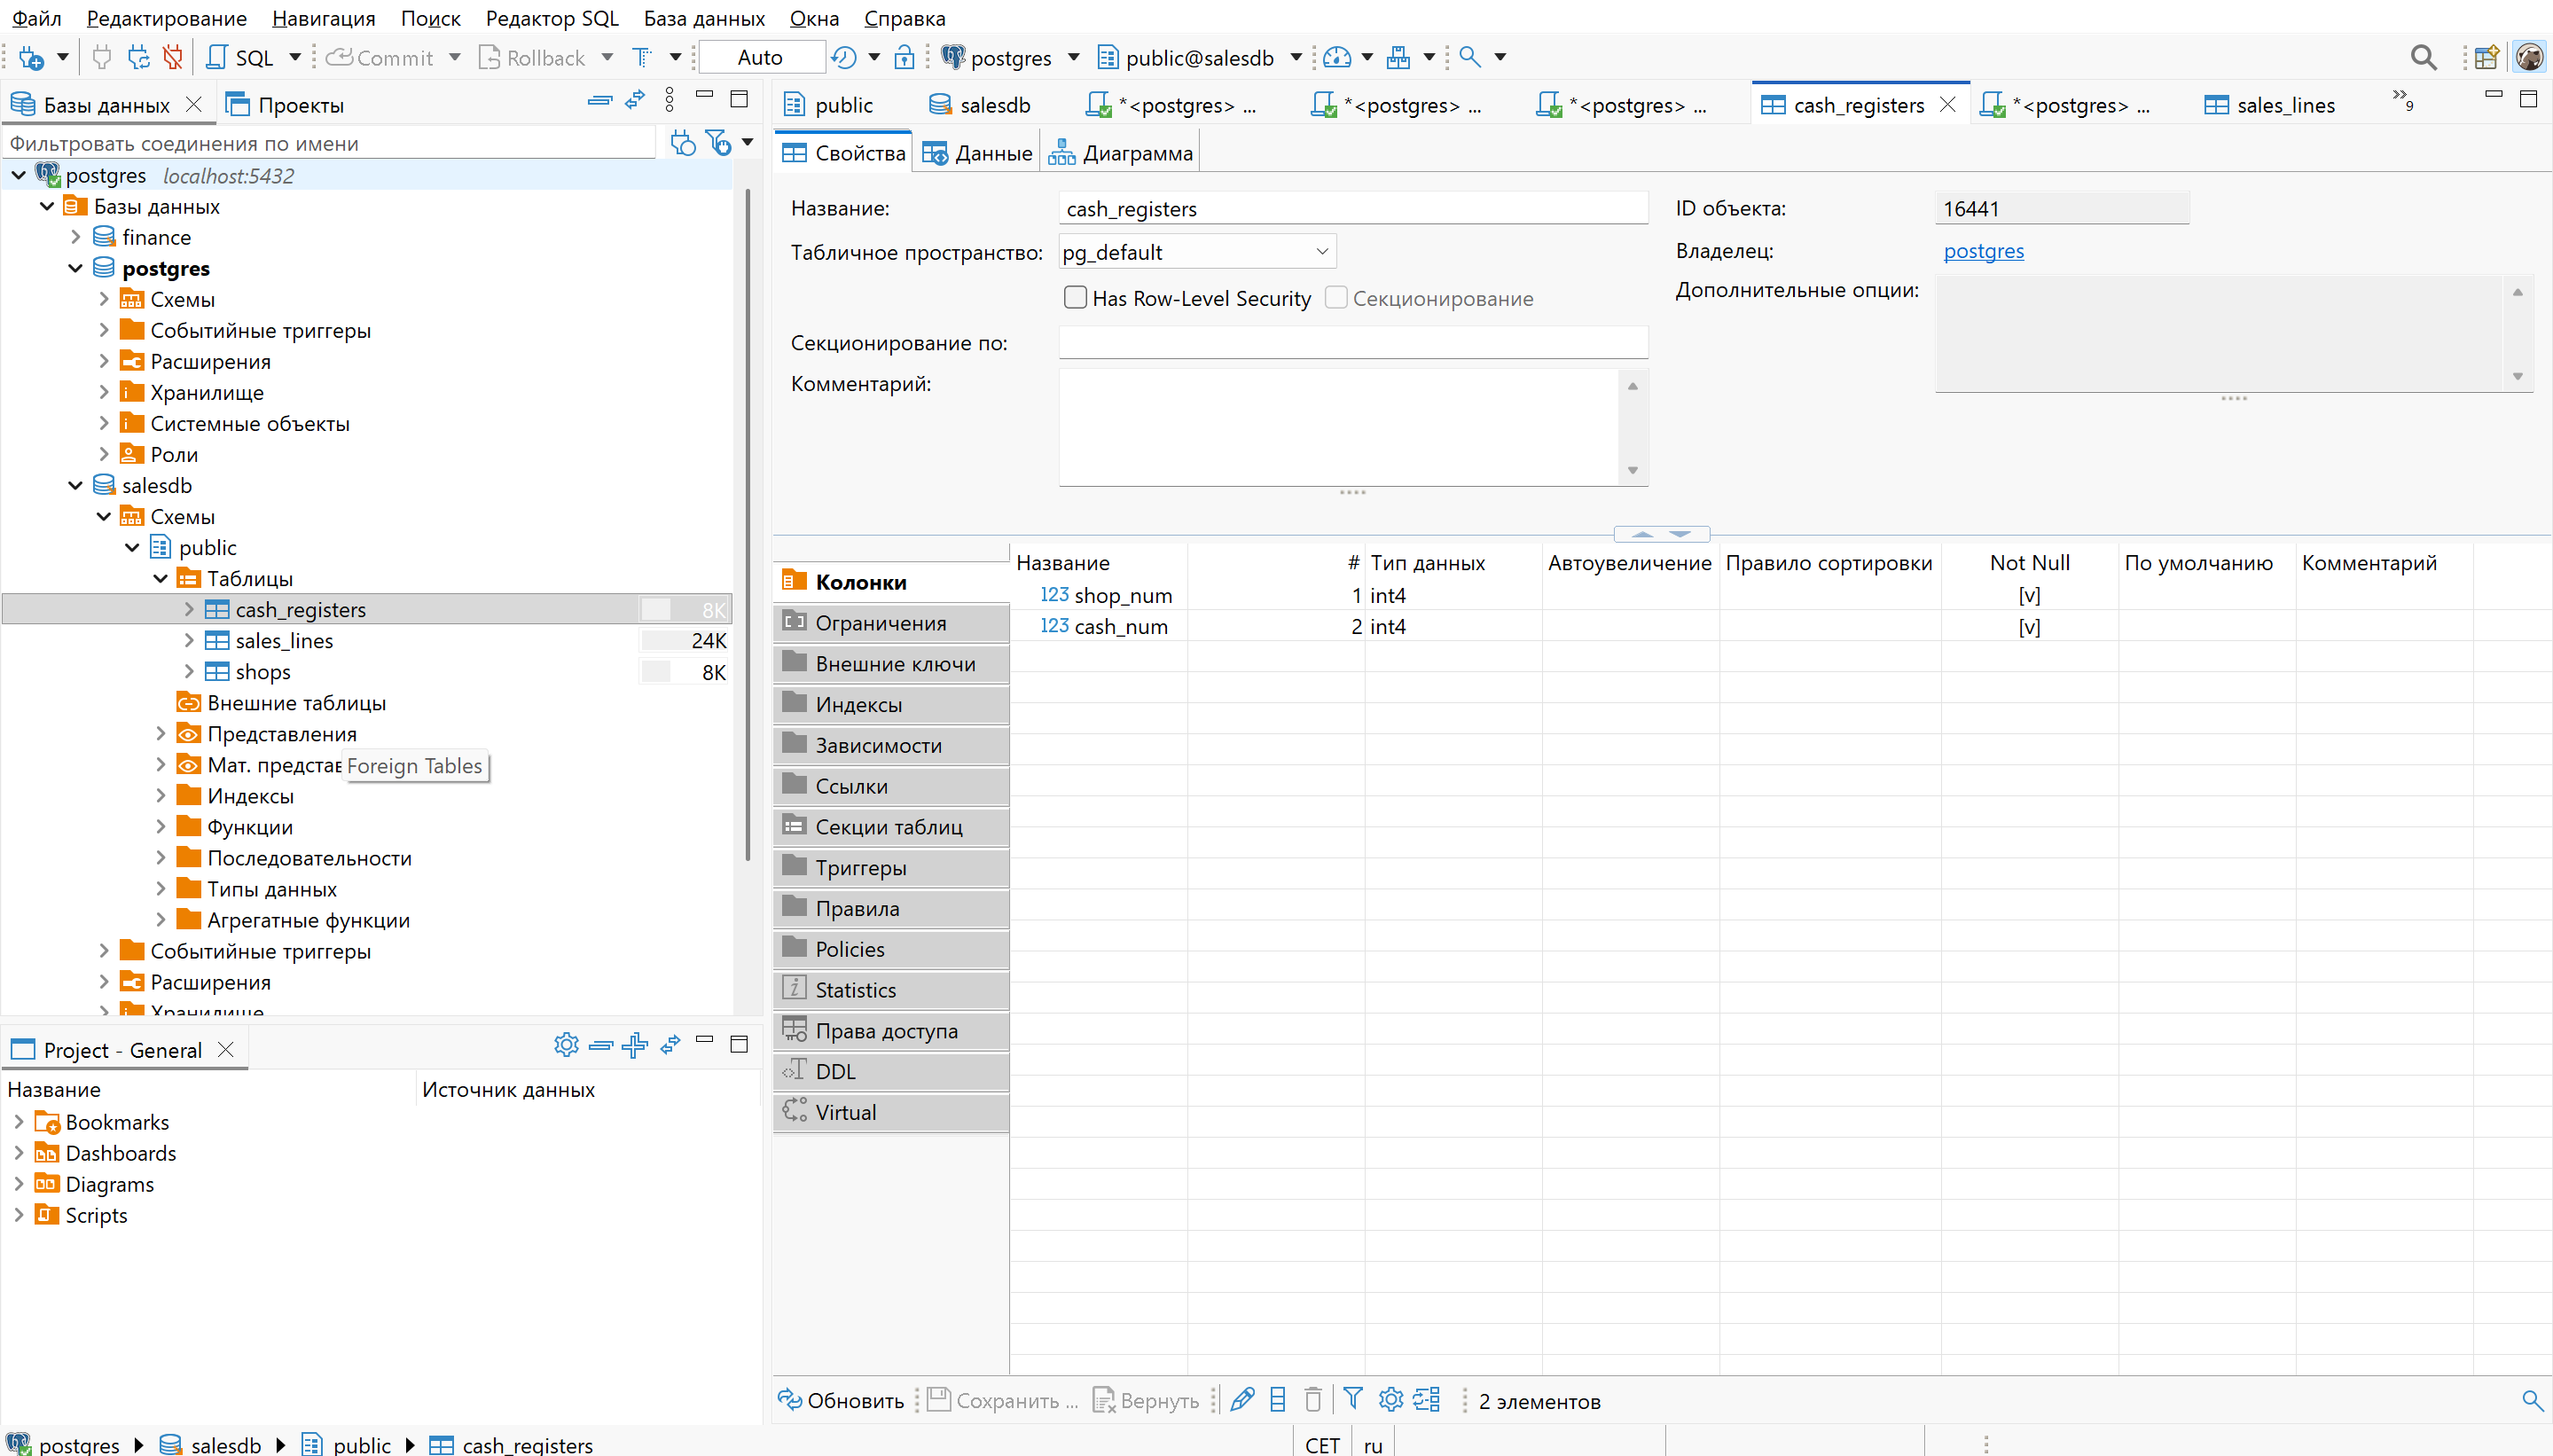 Файл Редактирование Навигация Поиск Редактор SQL База данных Окна Справка
SQL Commit Rollback Auto postgres public@salesdb
Базы данных Проекты
public salesdb *<postgres> ... *<postgres> ... *<postgres> ... cash_registers *<postgres> ... sales_lines »9
Фильтровать соединения по имени
postgres localhost:5432
Базы данных
finance
postgres
Схемы
Событийные триггеры
Расширения
Хранилище
Системные объекты
Роли
salesdb
Схемы
public
Таблицы
cash_registers 8K
sales_lines 24K
shops 8K
Внешние таблицы
Представления
Мат. представ
Foreign Tables
Индексы
Функции
Последовательности
Типы данных
Агрегатные функции
Событийные триггеры
Расширения
Хранилище
Project - General
Название Источник данных
Bookmarks
Dashboards
Diagrams
Scripts
Свойства Данные Диаграмма
Название: cash_registers
Табличное пространство: pg_default
Has Row-Level Security Секционирование
Секционирование по:
Комментарий:
ID объекта: 16441
Владелец: postgres
Дополнительные опции:
Колонки
Ограничения
Внешние ключи
Индексы
Зависимости
Ссылки
Секции таблиц
Триггеры
Правила
Policies
Statistics
Права доступа
DDL
Virtual
Название # Тип данных Автоувеличение Правило сортировки Not Null По умолчанию Комментарий
123 shop_num 1 int4 [v]
123 cash_num 2 int4 [v]
Обновить Сохранить ... Вернуть 2 элементов
postgres salesdb public cash_registers
CET ru